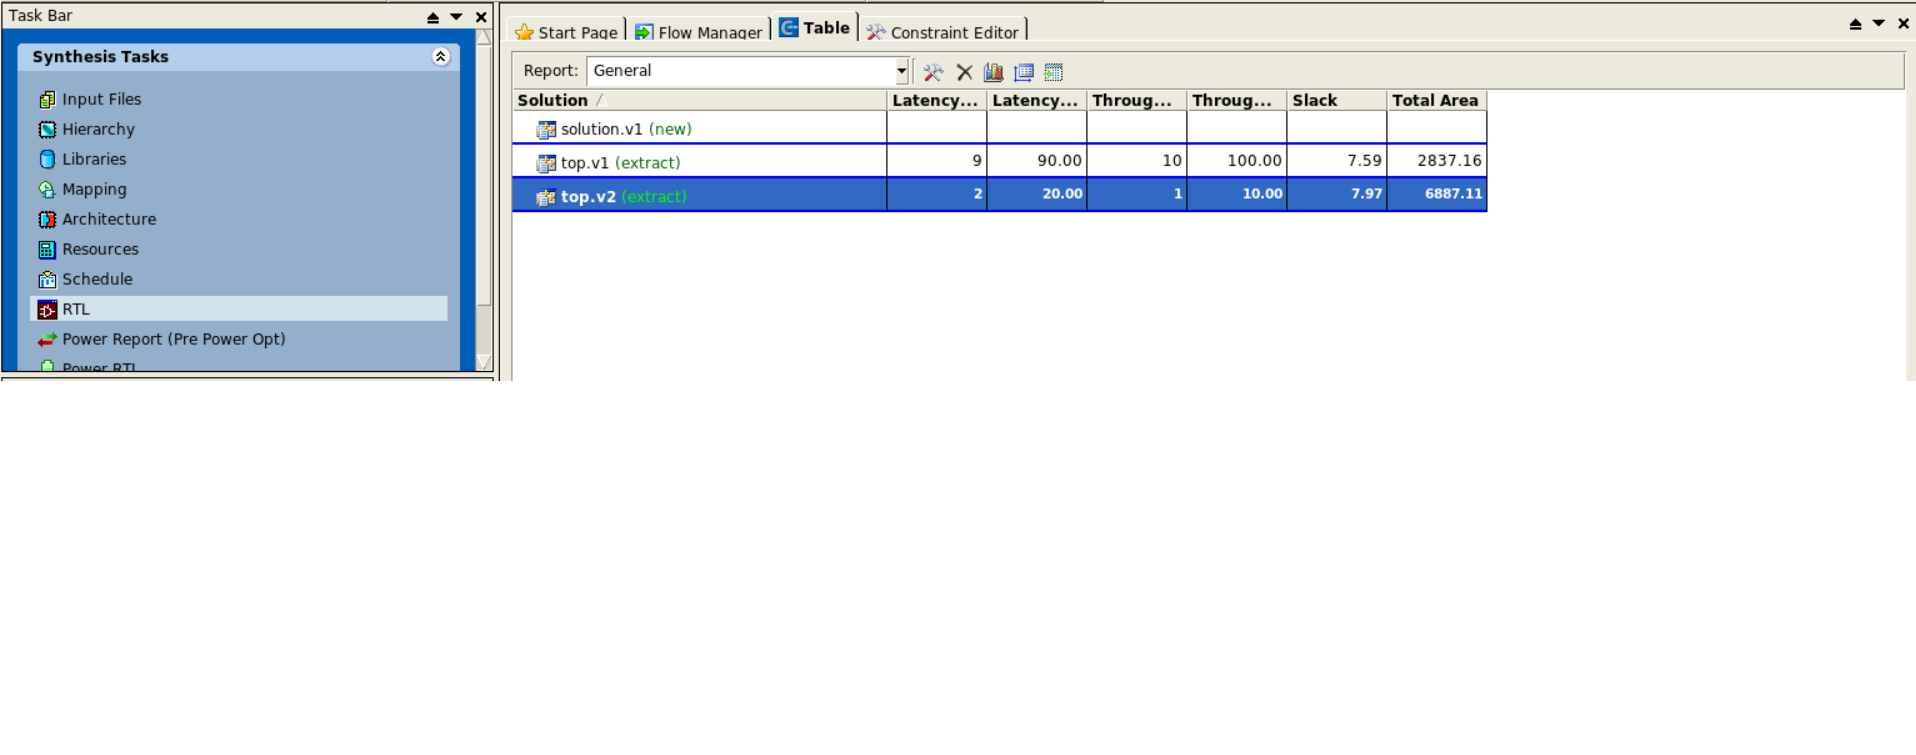 Task Bar
Synthesis Tasks
Input Files
Hierarchy
Libraries
Mapping
Architecture
Resources
Schedule
RTL
Power Report (Pre Power Opt)
Power RTL
Start Page
Flow Manager
Table
Constraint Editor
Report: General
Solution Latency... Latency... Throug... Throug... Slack Total Area
solution.v1 (new)
top.v1 (extract) 9 90.00 10 100.00 7.59 2837.16
top.v2 (extract) 2 20.00 1 10.00 7.97 6887.11